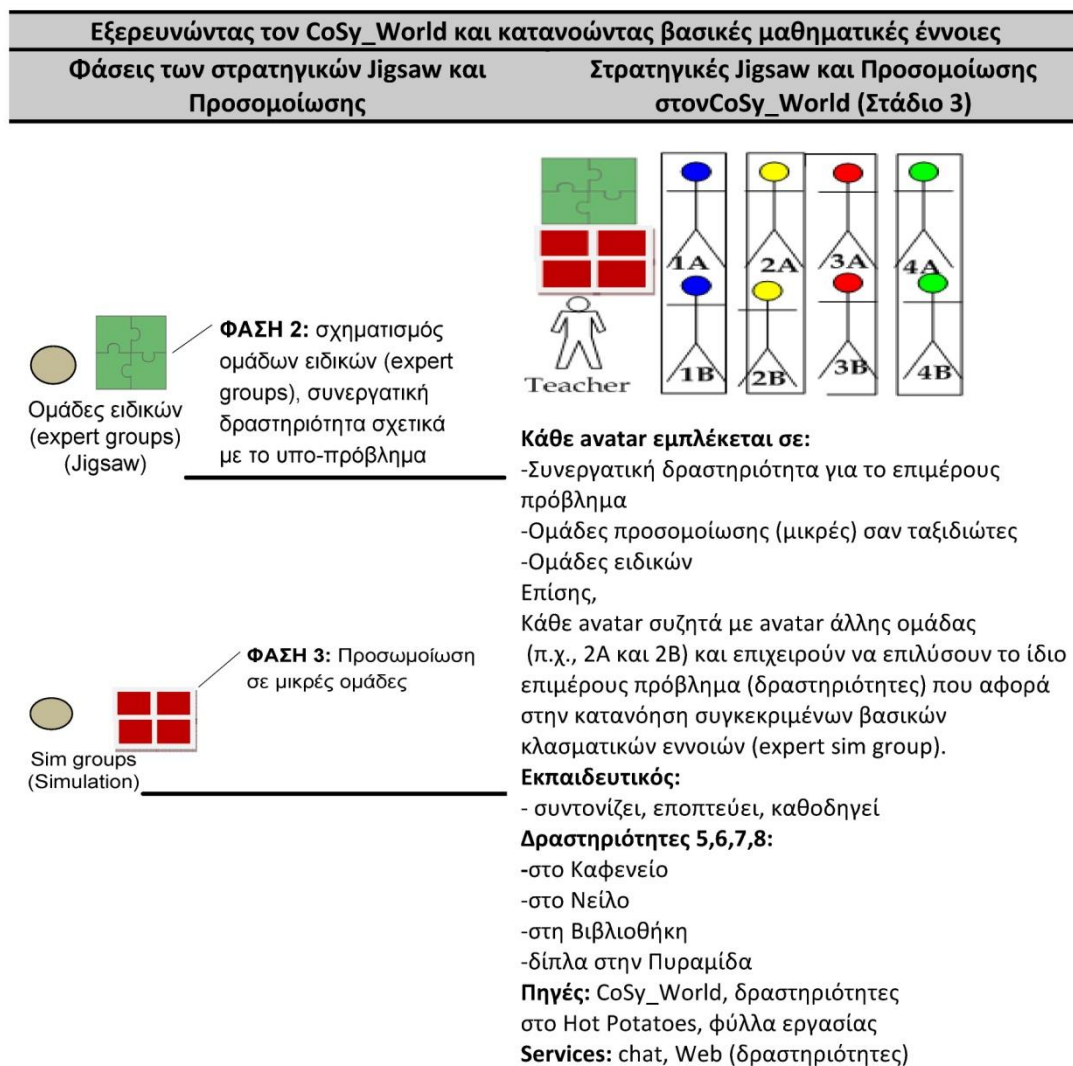 Εξερευνώντας τον CoSy_World και κατανοώντας βασικές μαθηματικές έννοιες
Φάσεις των στρατηγικών Jigsaw και
Προσομοίωσης
Στρατηγικές Jigsaw και Προσομοίωσης
στονCoSy_World (Στάδιο 3)
1A
2A
3A
4A
1B
2B
3B
4B
Teacher
ΦΑΣΗ 2: σχηματισμός
ομάδων ειδικών (expert
groups), συνεργατική
δραστηριότητα σχετικά
με το υπο-πρόβλημα
Ομάδες ειδικών
(expert groups)
(Jigsaw)
ΦΑΣΗ 3: Προσωμοίωση
σε μικρές ομάδες
Sim groups
(Simulation)
Κάθε avatar εμπλέκεται σε:
-Συνεργατική δραστηριότητα για το επιμέρους
πρόβλημα
-Ομάδες προσομοίωσης (μικρές) σαν ταξιδιώτες
-Ομάδες ειδικών
Επίσης,
Κάθε avatar συζητά με avatar άλλης ομάδας
(π.χ., 2Α και 2Β) και επιχειρούν να επιλύσουν το ίδιο
επιμέρους πρόβλημα (δραστηριότητες) που αφορά
στην κατανόηση συγκεκριμένων βασικών
κλασματικών εννοιών (expert sim group).
Εκπαιδευτικός:
- συντονίζει, εποπτεύει, καθοδηγεί
Δραστηριότητες 5,6,7,8:
-στο Καφενείο
-στο Νείλο
-στη Βιβλιοθήκη
-δίπλα στην Πυραμίδα
Πηγές: CoSy_World, δραστηριότητες
στο Hot Potatoes, φύλλα εργασίας
Services: chat, Web (δραστηριότητες)